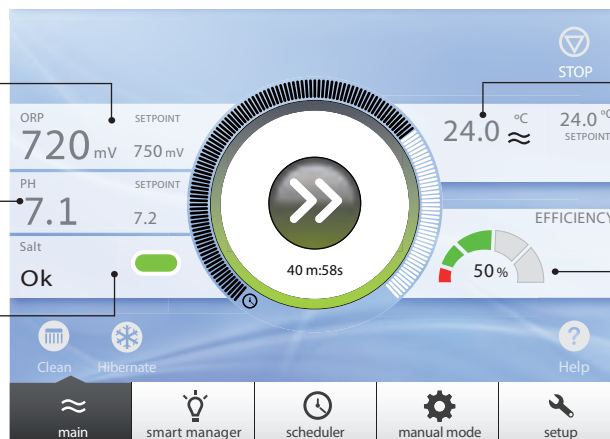 STOP
ORP
SETPOINT
720 mV
750 mV
PH
SETPOINT
7.1
7.2
Salt
Ok
40 m:58s
24.0 °C
24.0 °C
SETPOINT
EFFICIENCY
50 %
Clean
Hibernate
?
Help
main
smart manager
scheduler
manual mode
setup